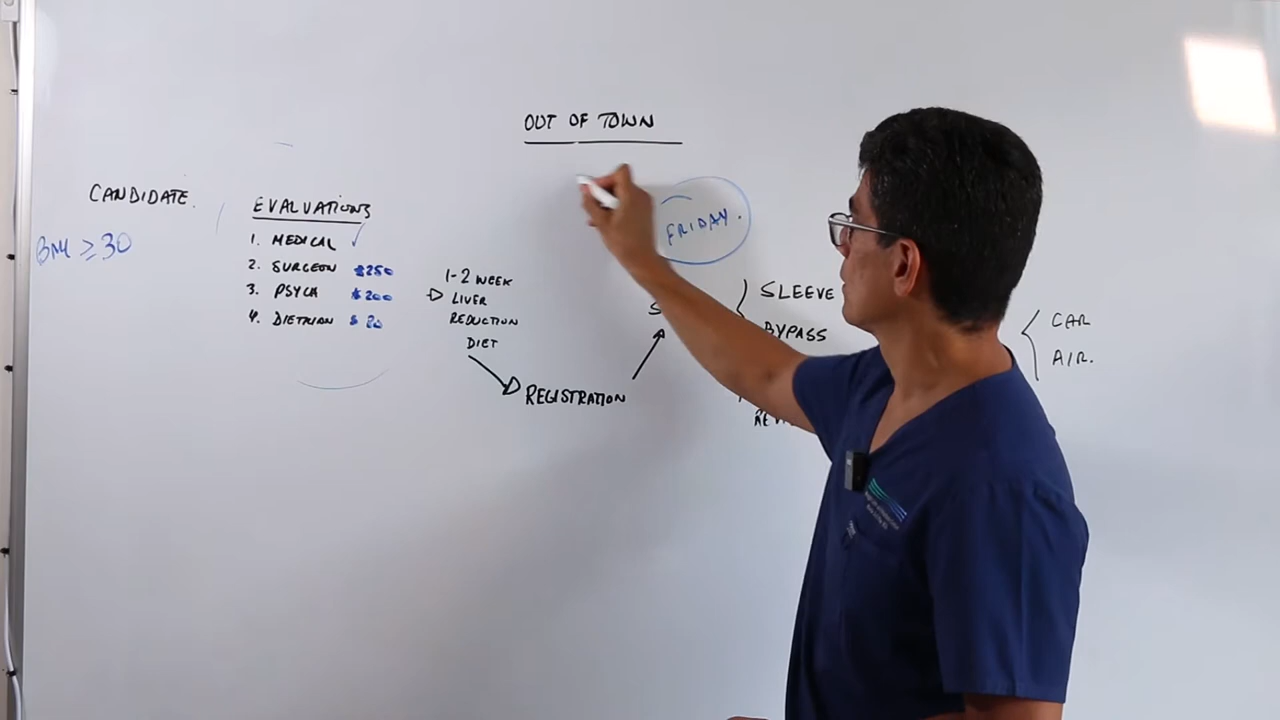 OUT OF TOWN
CANDIDATE.
BMI ≥ 30
EVALUATIONS
1. MEDICAL ✓
2. SURGEON $250
3. PSYCH $200
4. DIETITIAN $
1-2 WEEK
LIVER
REDUCTION
DIET
REGISTRATION
FRIDAY.
S
SLEEVE
BYPASS
CAR
AIR.